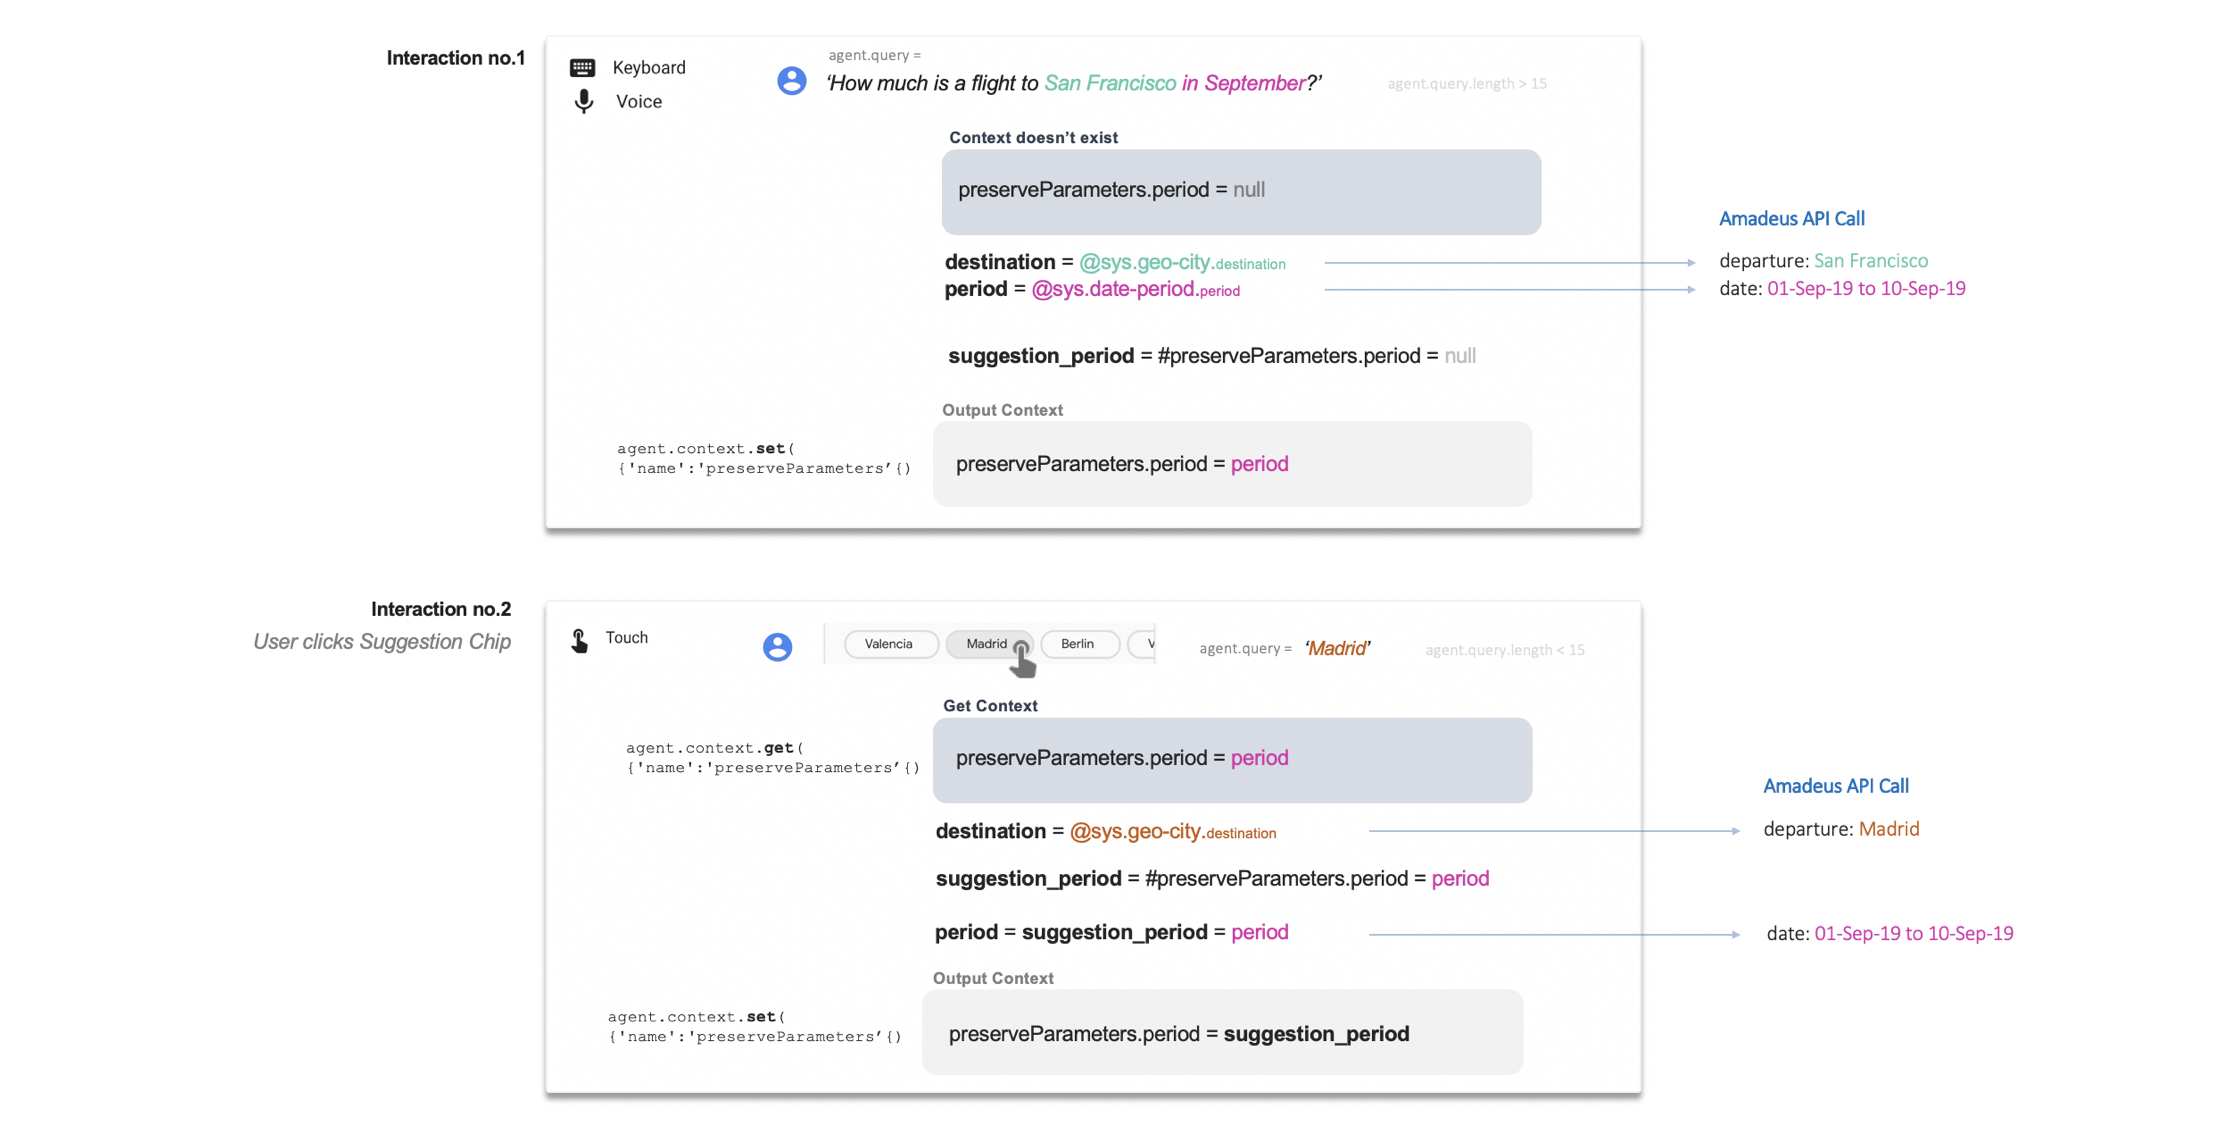 Interaction no.1
Keyboard
Voice
agent.query =
‘How much is a flight to San Francisco in September?’
agent.query.length > 15
Context doesn’t exist
preserveParameters.period = null
destination = @sys.geo-city.destination
period = @sys.date-period.period
Amadeus API Call
departure: San Francisco
date: 01-Sep-19 to 10-Sep-19
suggestion_period = #preserveParameters.period = null
Output Context
agent.context.set(
{'name':'preserveParameters’{)
preserveParameters.period = period
Interaction no.2
User clicks Suggestion Chip
Touch
Valencia
Madrid
Berlin
V
agent.query = ‘Madrid’
agent.query.length < 15
Get Context
agent.context.get(
{'name':'preserveParameters’{)
preserveParameters.period = period
Amadeus API Call
destination = @sys.geo-city.destination
departure: Madrid
suggestion_period = #preserveParameters.period = period
period = suggestion_period = period
date: 01-Sep-19 to 10-Sep-19
Output Context
agent.context.set(
{'name':'preserveParameters’{)
preserveParameters.period = suggestion_period